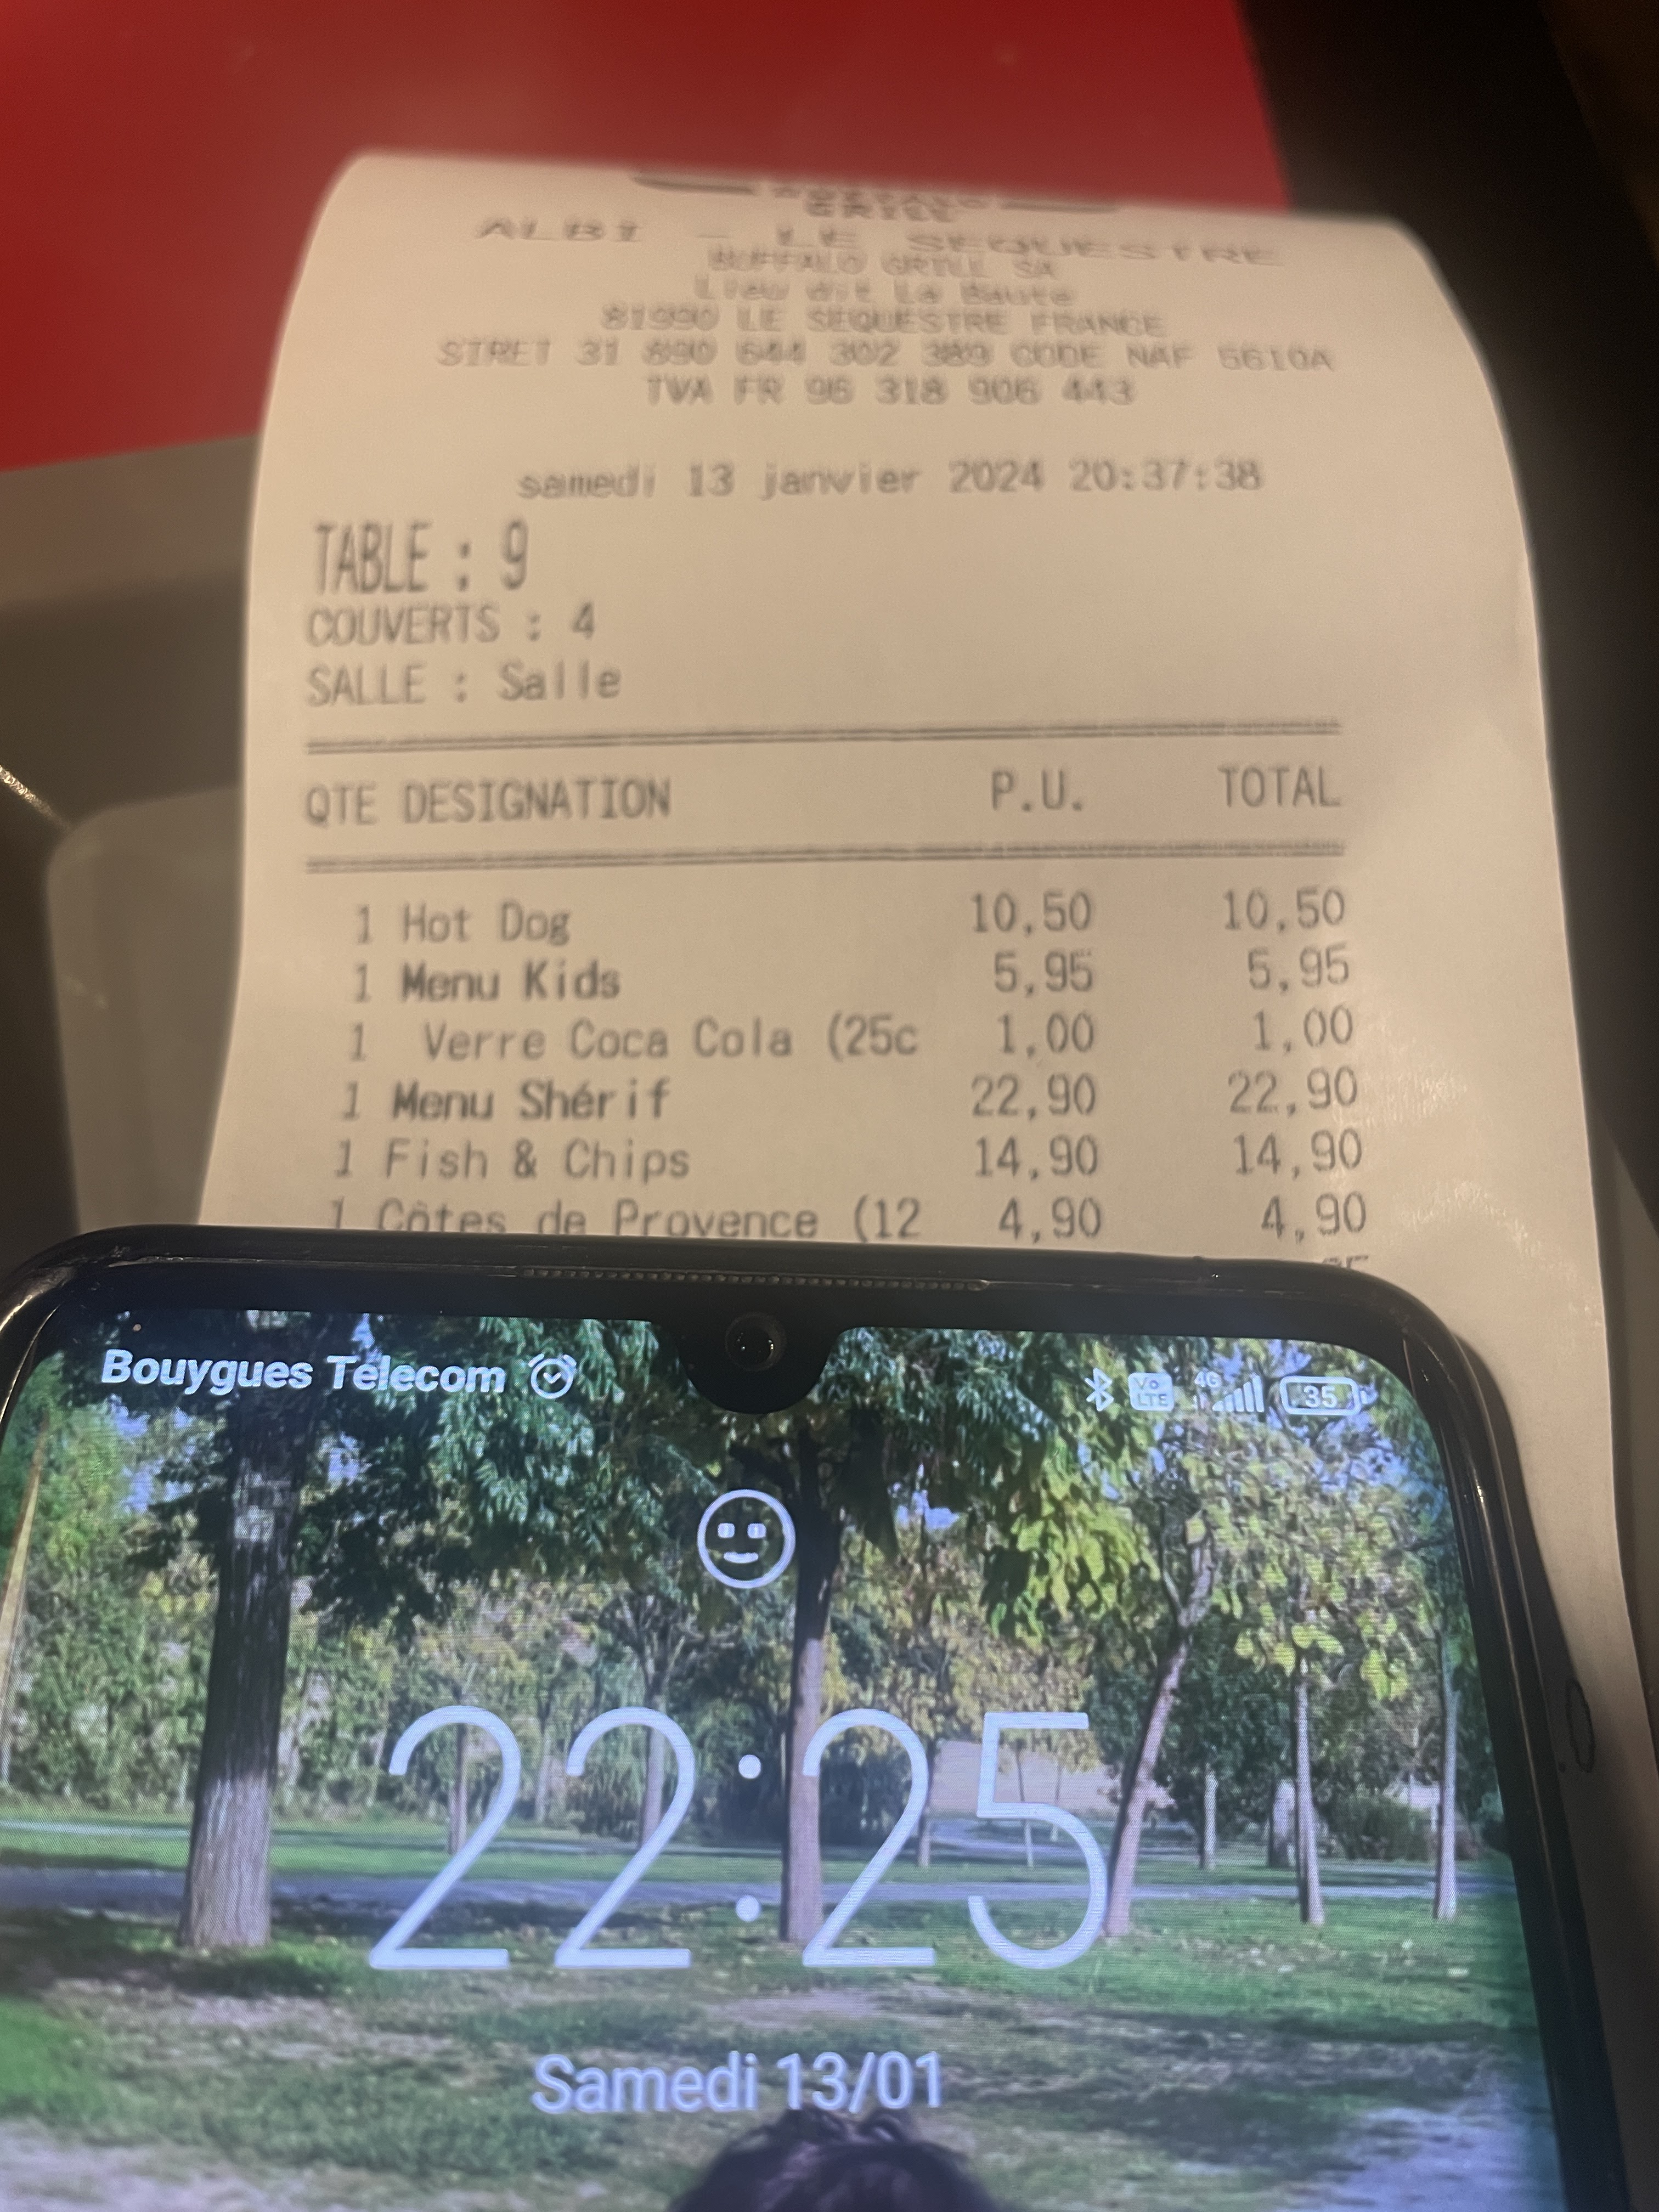 GRILL
ALBI - LE SEQUESTRE
BUFFALO GRILL SA
Lieu dit La Baute
81990 LE SEQUESTRE FRANCE
SIRET 31 890 644 302 389 CODE NAF 5610A
TVA FR 96 318 906 443
samedi 13 janvier 2024 20:37:38
TABLE : 9
COUVERTS : 4
SALLE : Salle
QTE DESIGNATION P.U. TOTAL
1 Hot Dog 10,50 10,50
1 Menu Kids 5,95 5,95
1 Verre Coca Cola (25c 1,00 1,00
1 Menu Shérif 22,90 22,90
1 Fish & Chips 14,90 14,90
1 Côtes de Provence (12 4,90 4,90
Bouygues Telecom Vo LTE 4G 35
22:25
Samedi 13/01